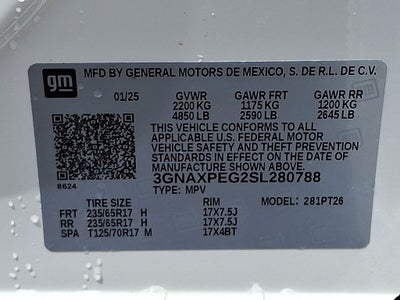 gm
MFD BY GENERAL MOTORS DE MEXICO, S. DE R.L. DE C.V.
01/25 GVWR GAWR FRT GAWR RR
2200 KG 1175 KG 1200 KG
4850 LB 2590 LB 2645 LB
THIS VEHICLE CONFORMS TO ALL
APPLICABLE U.S. FEDERAL MOTOR
VEHICLE SAFETY AND THEFT PREVENTION
STANDARDS IN EFFECT ON THE DATE OF
MANUFACTURE SHOWN ABOVE.
8624 3GNAXPEG2SL280788
TYPE: MPV MODEL: 281PT26
TIRE SIZE RIM
FRT 235/65R17 H 17X7.5J
RR 235/65R17 H 17X7.5J
SPA T125/70R17 M 17X4BT